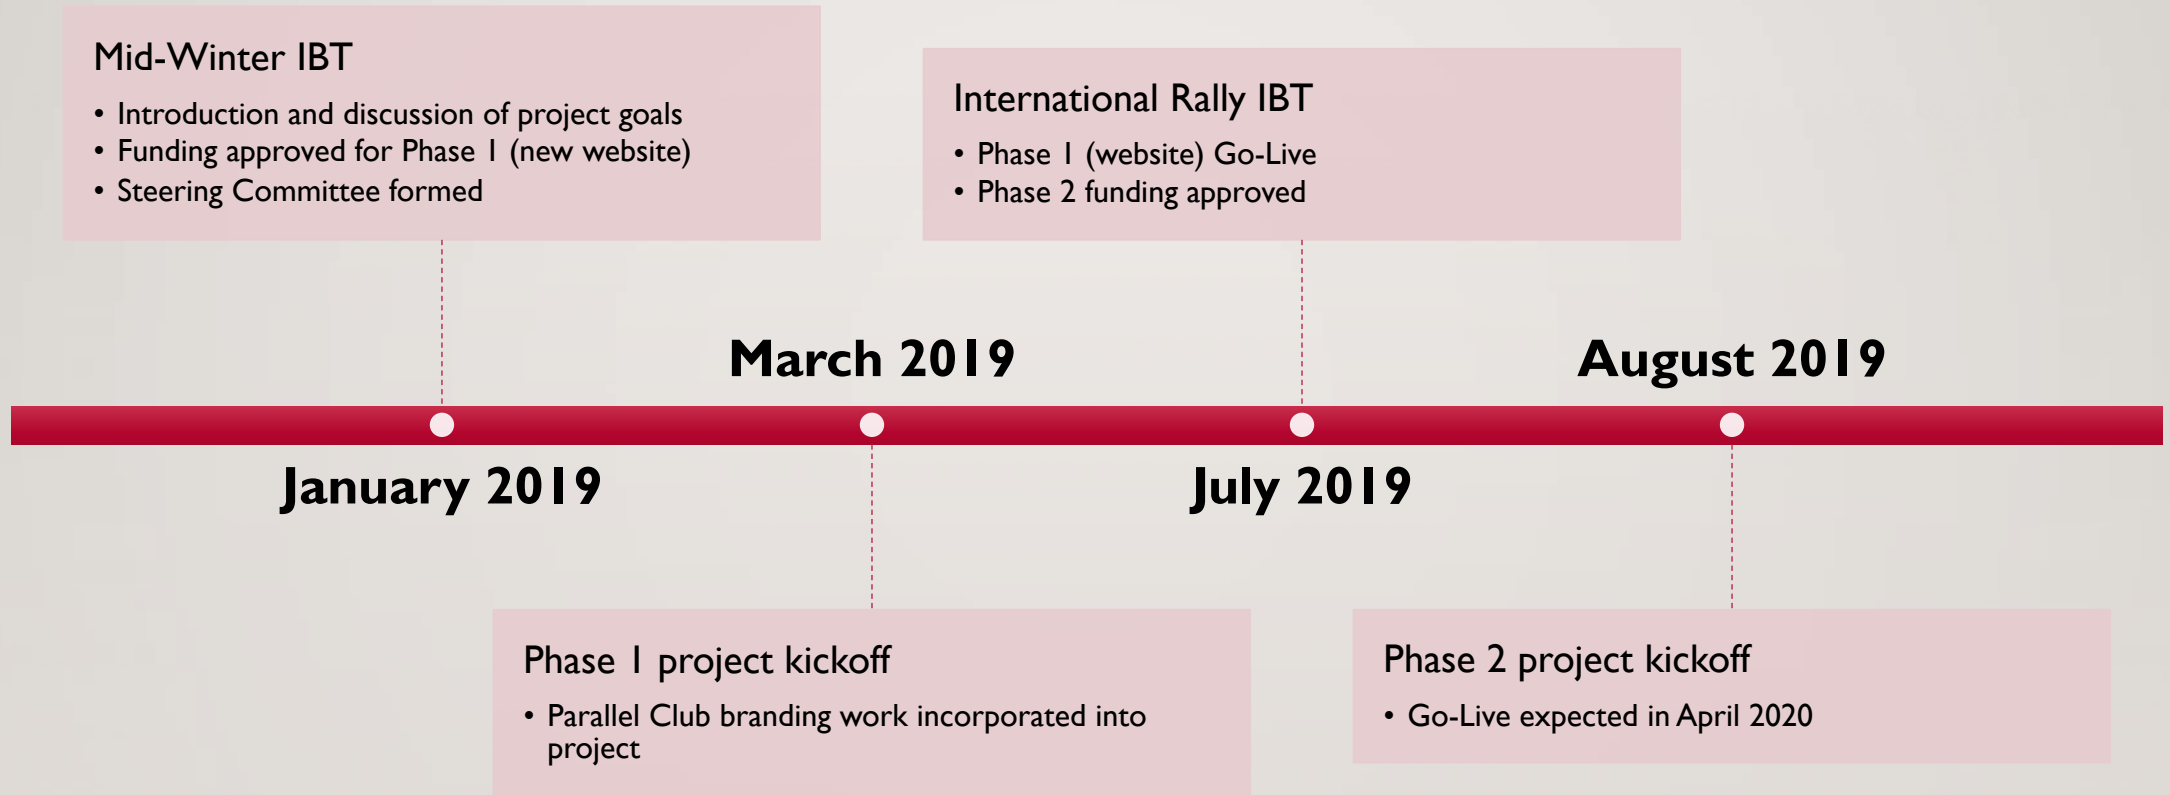 Mid-Winter IBT
• Introduction and discussion of project goals
• Funding approved for Phase 1 (new website)
• Steering Committee formed
January 2019
March 2019
Phase 1 project kickoff
• Parallel Club branding work incorporated into
project
International Rally IBT
• Phase 1 (website) Go-Live
• Phase 2 funding approved
July 2019
August 2019
Phase 2 project kickoff
• Go-Live expected in April 2020